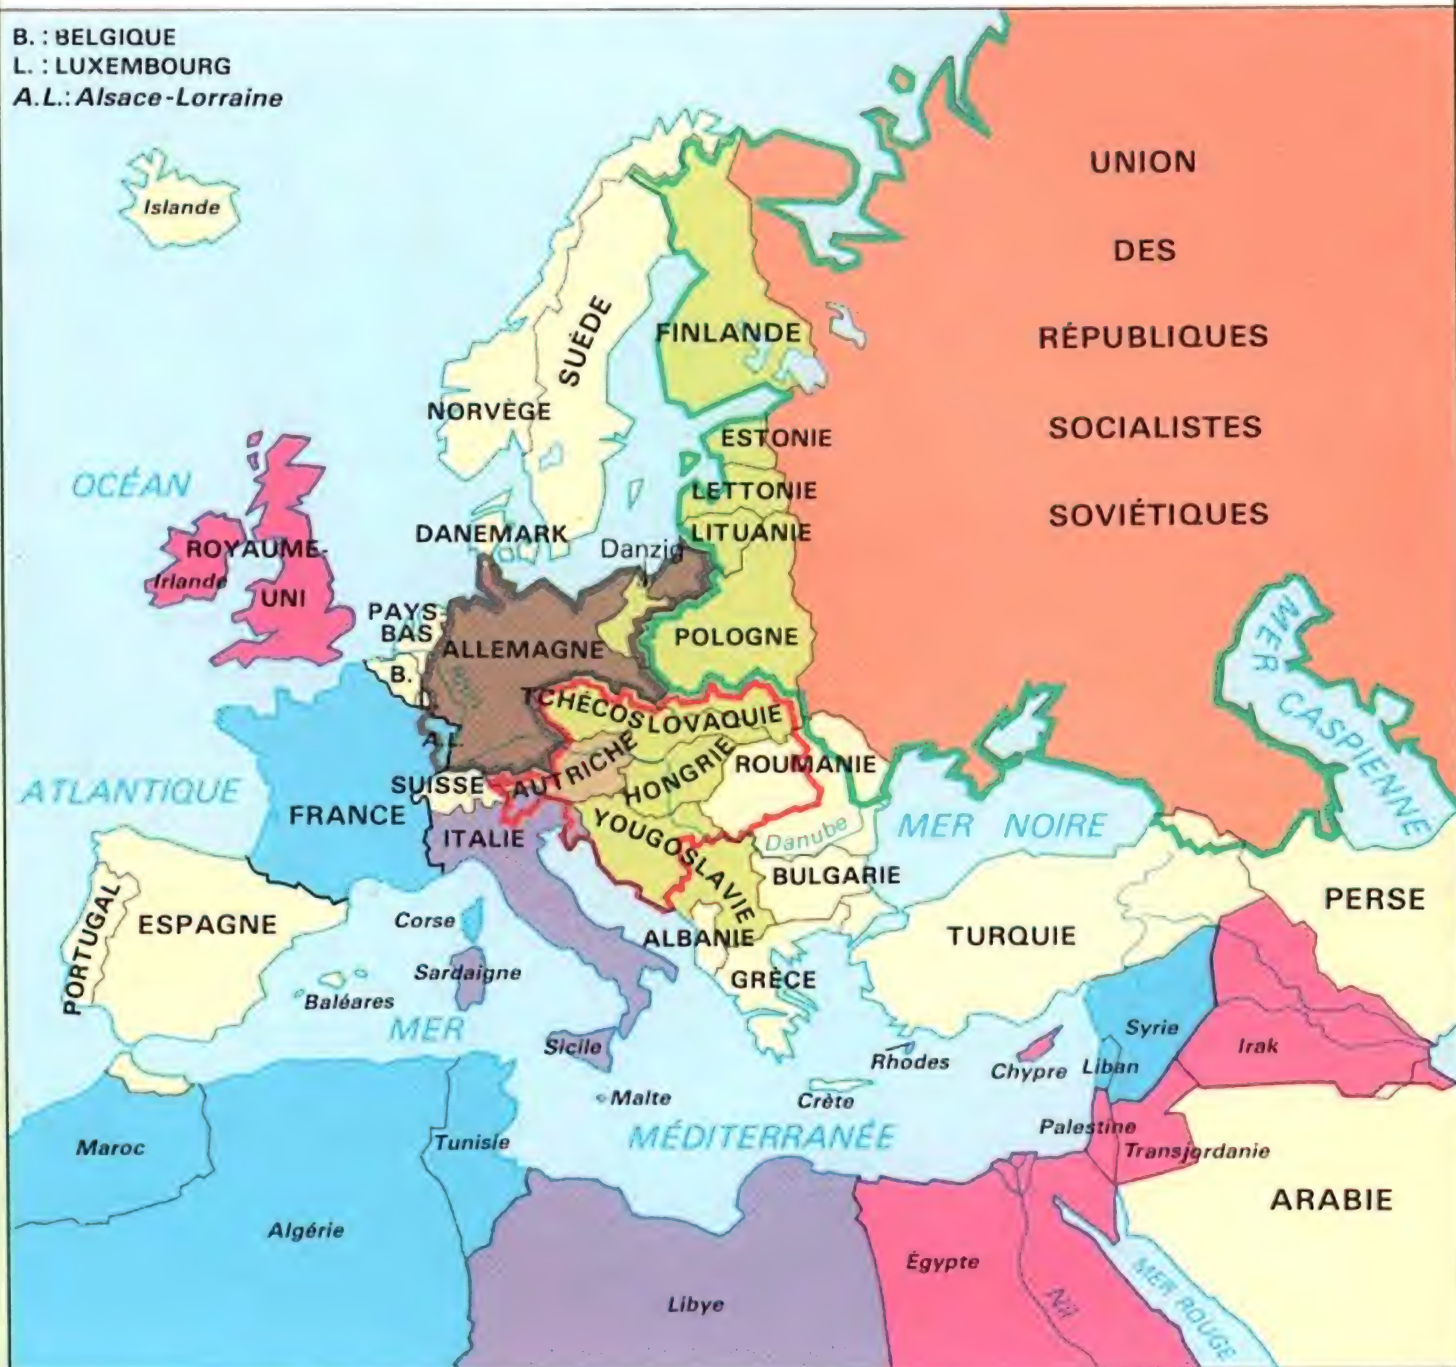 B. : BELGIQUE
L. : LUXEMBOURG
A.L.: Alsace-Lorraine
Islande
UNION
DES
RÉPUBLIQUES
SOCIALISTES
SOVIÉTIQUES
SUÈDE
FINLANDE
NORVÈGE
ESTONIE
OCÉAN
LETTONIE
LITUANIE
DANEMARK
Danzig
ROYAUME-
UNI
Irlande
PAYS
BAS
ALLEMAGNE
POLOGNE
B.
TCHÉCOSLOVAQUIE
A.L.
MER CASPIENNE
ATLANTIQUE
SUISSE
AUTRICHE
HONGRIE
ROUMANIE
FRANCE
ITALIE
YOUGOSLAVIE
Danube
MER NOIRE
BULGARIE
PORTUGAL
ESPAGNE
Corse
ALBANIE
TURQUIE
PERSE
Sardaigne
GRÈCE
Baléares
MER
Sicile
Rhodes
Chypre
Liban
Syrie
Irak
Malte
Crète
MÉDITERRANÉE
Palestine
Transjordanie
Maroc
Tunisie
ARABIE
Algérie
Égypte
Libye
Nil
MER ROUGE